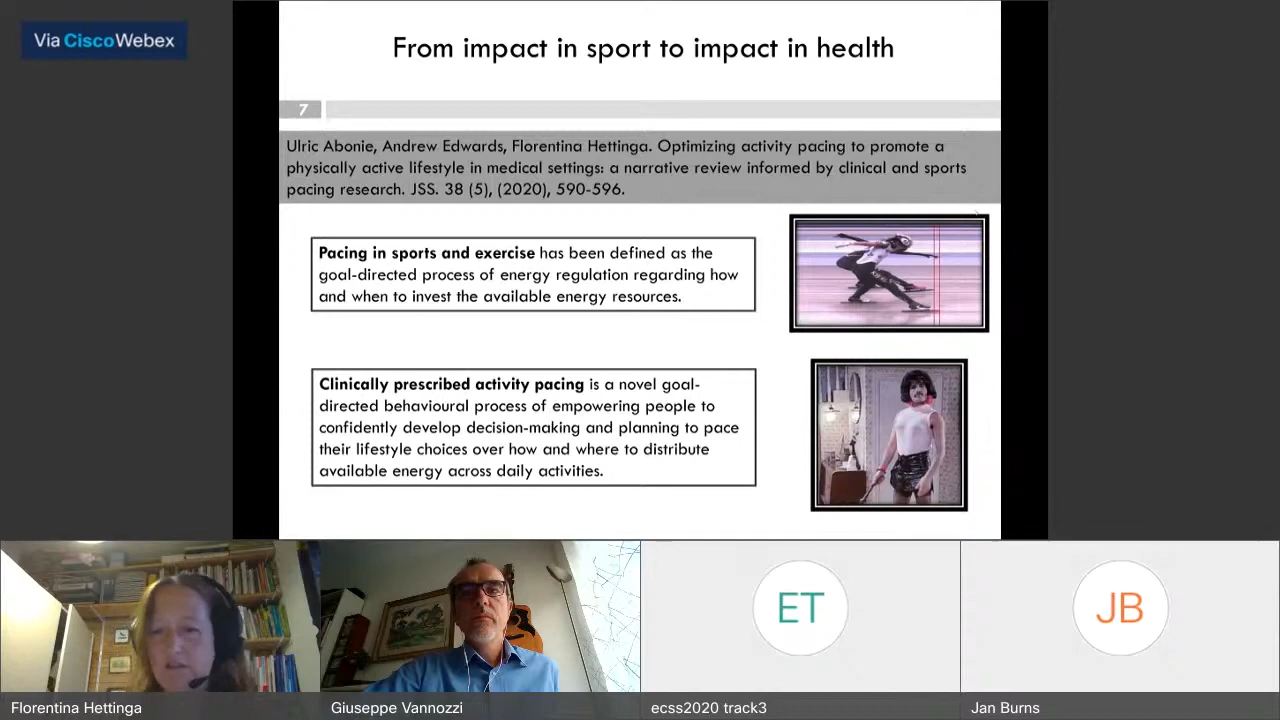 Via Cisco Webex
From impact in sport to impact in health
7
Ulric Abonie, Andrew Edwards, Florentina Hettinga. Optimizing activity pacing to promote a
physically active lifestyle in medical settings: a narrative review informed by clinical and sports
pacing research. JSS. 38 (5), (2020), 590-596.
Pacing in sports and exercise has been defined as the
goal-directed process of energy regulation regarding how
and when to invest the available energy resources.
Clinically prescribed activity pacing is a novel goal-
directed behavioural process of empowering people to
confidently develop decision-making and planning to pace
their lifestyle choices over how and where to distribute
available energy across daily activities.
ET
JB
Florentina Hettinga
Giuseppe Vannozzi
ecss2020 track3
Jan Burns